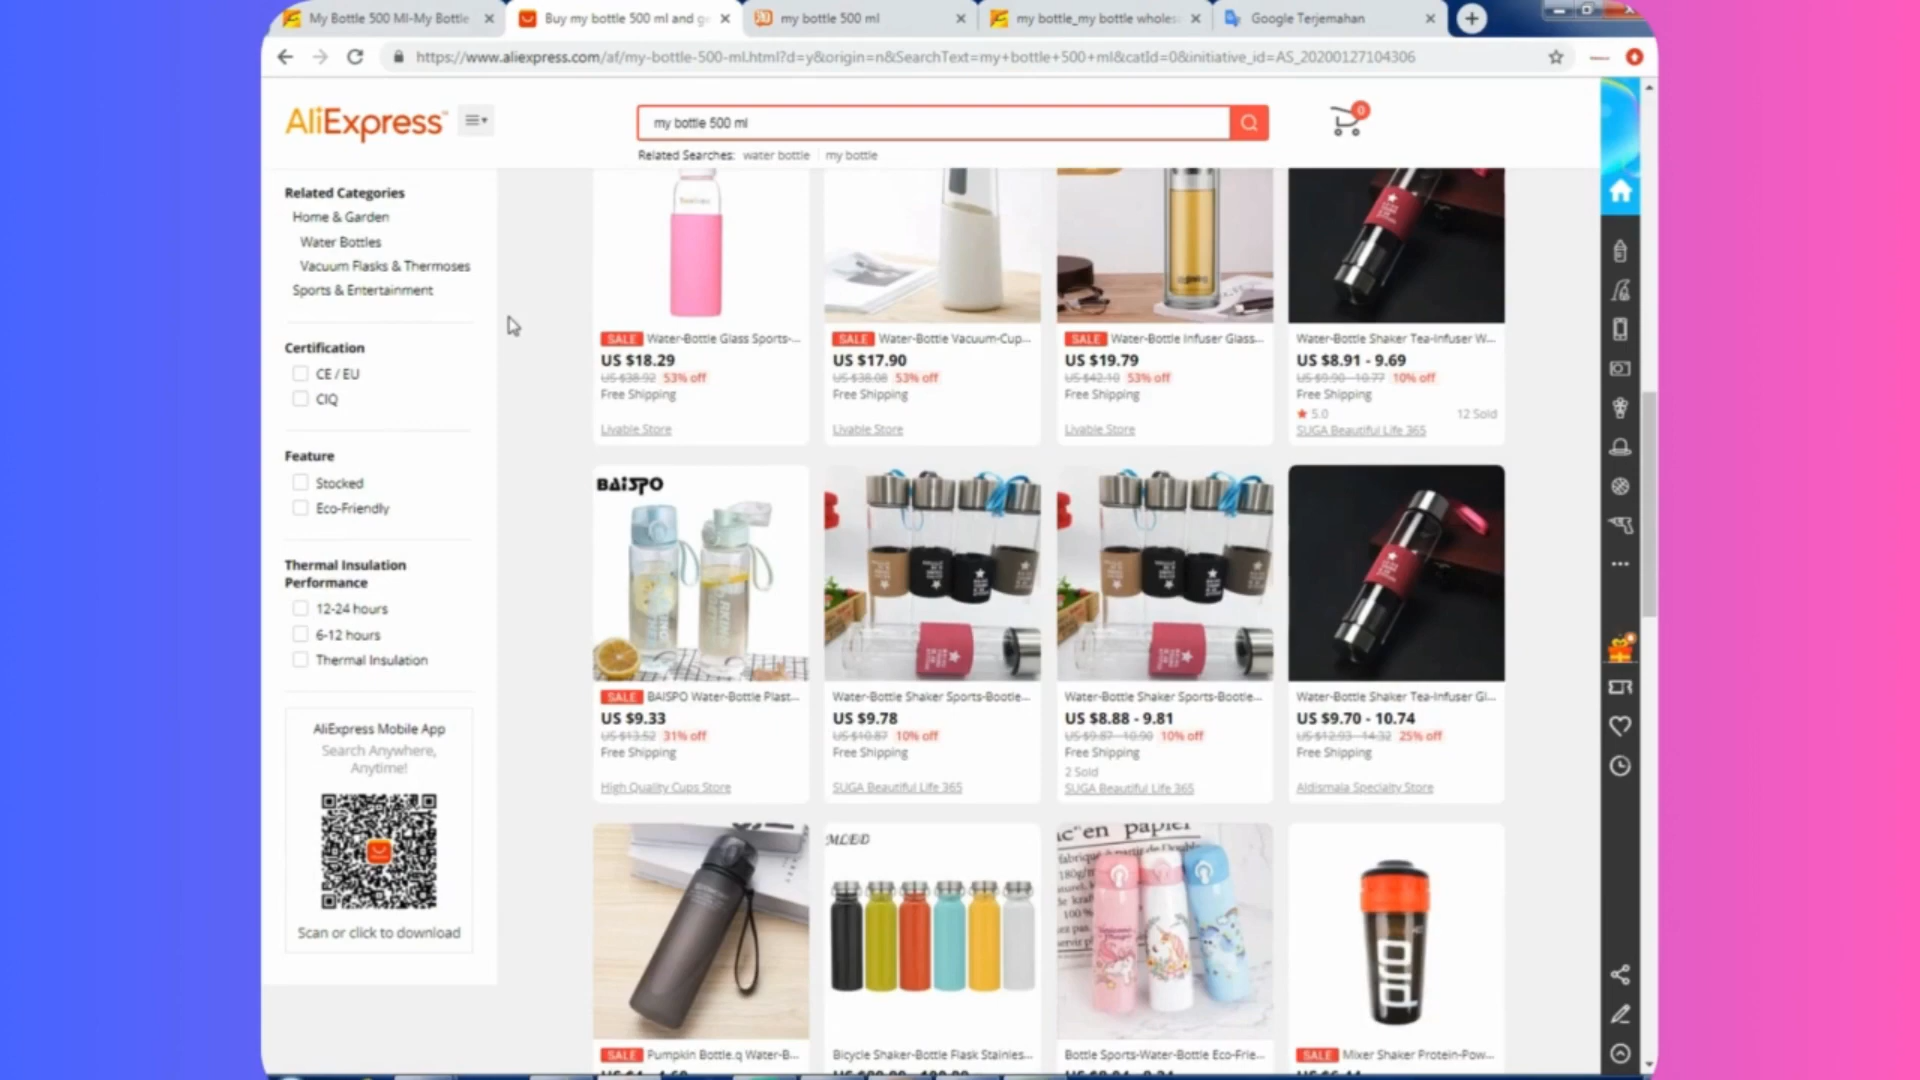 My Bottle 500 Ml-My Bottle
Buy my bottle 500 ml and ge
my bottle 500 ml
my bottle_my bottle wholes
Google Terjemahan
https://www.aliexpress.com/af/my-bottle-500-ml.html?d=y&origin=n&SearchText=my+bottle+500+ml&catId=0&initiative_id=AS_20200127104306
AliExpress
my bottle 500 ml
0
Related Searches: water bottle my bottle
Related Categories
Home & Garden
Water Bottles
Vacuum Flasks & Thermoses
Sports & Entertainment
Certification
CE / EU
CIQ
Feature
Stocked
Eco-Friendly
Thermal Insulation
Performance
12-24 hours
6-12 hours
Thermal Insulation
AliExpress Mobile App
Search Anywhere,
Anytime!
Scan or click to download
SALE Water-Bottle Glass Sports-...
US $18.29
US $38.92 53% off
Free Shipping
Livable Store
SALE Water-Bottle Vacuum-Cup...
US $17.90
US $38.08 53% off
Free Shipping
Livable Store
SALE Water-Bottle Infuser Glass...
US $19.79
US $42.10 53% off
Free Shipping
Livable Store
Water-Bottle Shaker Tea-Infuser W...
US $8.91 - 9.69
US $9.90 - 10.77 10% off
Free Shipping
5.0 12 Sold
SUGA Beautiful Life 365
BAISPO
SALE BAISPO Water-Bottle Plast...
US $9.33
US $13.52 31% off
Free Shipping
High Quality Cups Store
Water-Bottle Shaker Sports-Bootle...
US $9.78
US $10.87 10% off
Free Shipping
SUGA Beautiful Life 365
Water-Bottle Shaker Sports-Bootle...
US $8.88 - 9.81
US $9.87 - 10.90 10% off
Free Shipping
2 Sold
SUGA Beautiful Life 365
Water-Bottle Shaker Tea-Infuser Gl...
US $9.70 - 10.74
US $12.93 - 14.32 25% off
Free Shipping
Aldismala Specialty Store
SALE Pumpkin Bottle.q Water-B...
MLED
Bicycle Shaker-Bottle Flask Stainles...
en papier
100 %
Bottle Sports-Water-Bottle Eco-Frie...
pro
SALE Mixer Shaker Protein-Pow...